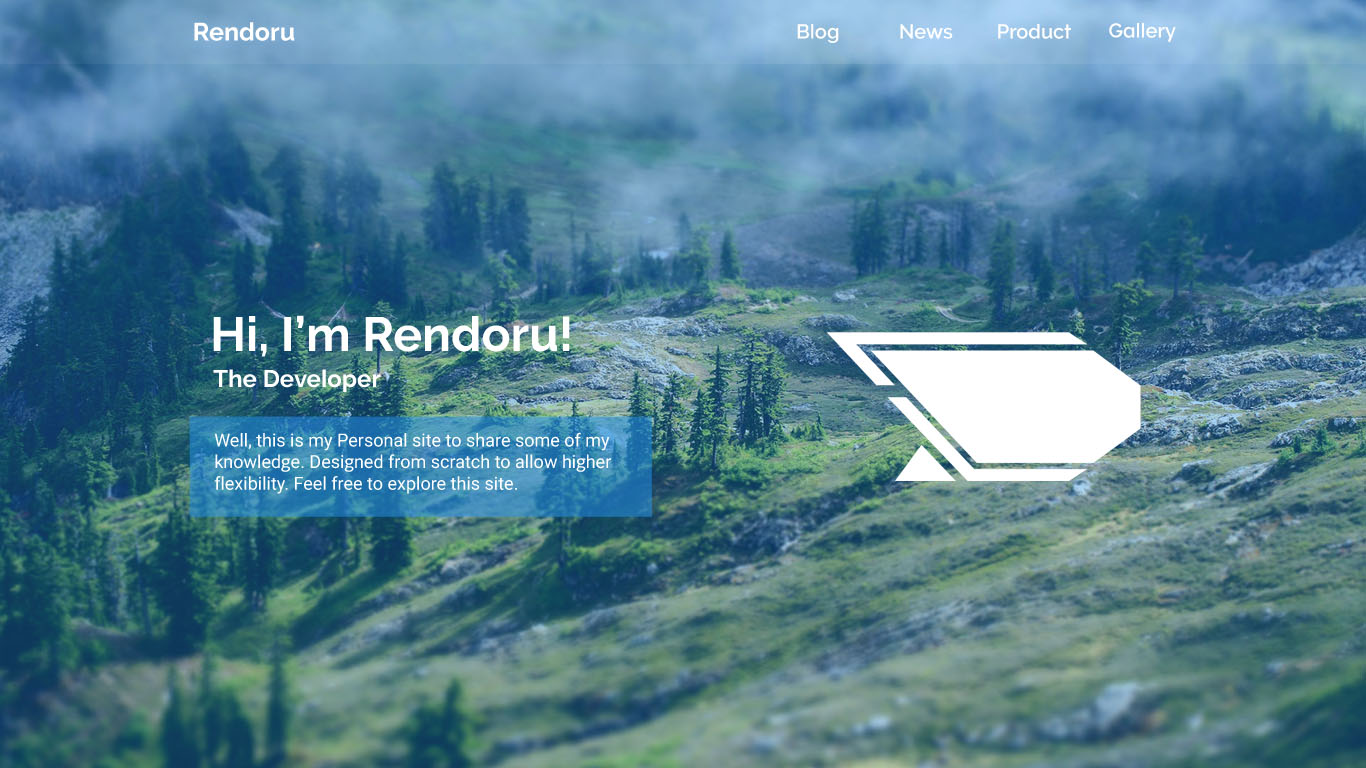 Rendoru
Blog
News
Product
Gallery
Hi, I’m Rendoru!
The Developer
Well, this is my Personal site to share some of my
knowledge. Designed from scratch to allow higher
flexibility. Feel free to explore this site.